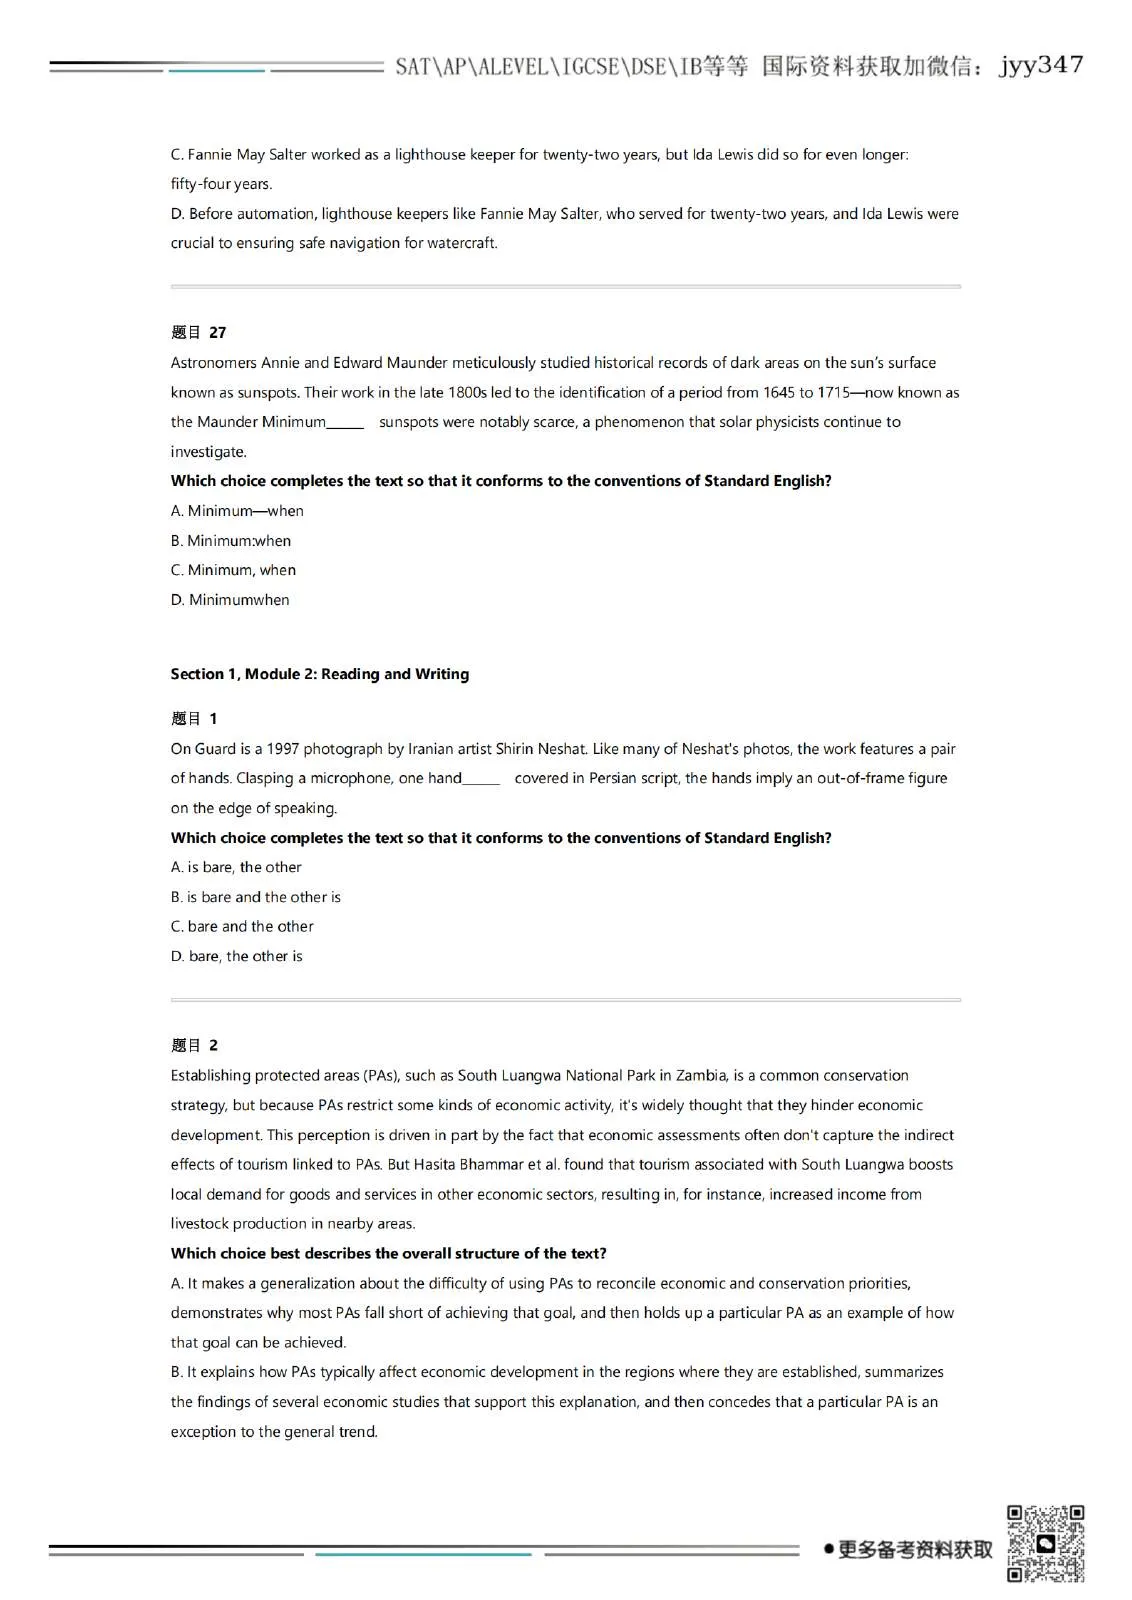 SAT\AP\ALEVEL\IGCSE\DSE\IB等等 国际资料获取加微信：jyy347
C. Fannie May Salter worked as a lighthouse keeper for twenty-two years, but Ida Lewis did so for even longer:
fifty-four years.
D. Before automation, lighthouse keepers like Fannie May Salter, who served for twenty-two years, and Ida Lewis were
crucial to ensuring safe navigation for watercraft.
题目 27
Astronomers Annie and Edward Maunder meticulously studied historical records of dark areas on the sun's surface
known as sunspots. Their work in the late 1800s led to the identification of a period from 1645 to 1715—now known as
the Maunder Minimum_____ sunspots were notably scarce, a phenomenon that solar physicists continue to
investigate.
Which choice completes the text so that it conforms to the conventions of Standard English?
A. Minimum—when
B. Minimum:when
C. Minimum, when
D. Minimumwhen
Section 1, Module 2: Reading and Writing
题目 1
On Guard is a 1997 photograph by Iranian artist Shirin Neshat. Like many of Neshat's photos, the work features a pair
of hands. Clasping a microphone, one hand_____ covered in Persian script, the hands imply an out-of-frame figure
on the edge of speaking.
Which choice completes the text so that it conforms to the conventions of Standard English?
A. is bare, the other
B. is bare and the other is
C. bare and the other
D. bare, the other is
题目 2
Establishing protected areas (PAs), such as South Luangwa National Park in Zambia, is a common conservation
strategy, but because PAs restrict some kinds of economic activity, it's widely thought that they hinder economic
development. This perception is driven in part by the fact that economic assessments often don't capture the indirect
effects of tourism linked to PAs. But Hasita Bhammar et al. found that tourism associated with South Luangwa boosts
local demand for goods and services in other economic sectors, resulting in, for instance, increased income from
livestock production in nearby areas.
Which choice best describes the overall structure of the text?
A. It makes a generalization about the difficulty of using PAs to reconcile economic and conservation priorities,
demonstrates why most PAs fall short of achieving that goal, and then holds up a particular PA as an example of how
that goal can be achieved.
B. It explains how PAs typically affect economic development in the regions where they are established, summarizes
the findings of several economic studies that support this explanation, and then concedes that a particular PA is an
exception to the general trend.
●更多备考资料获取